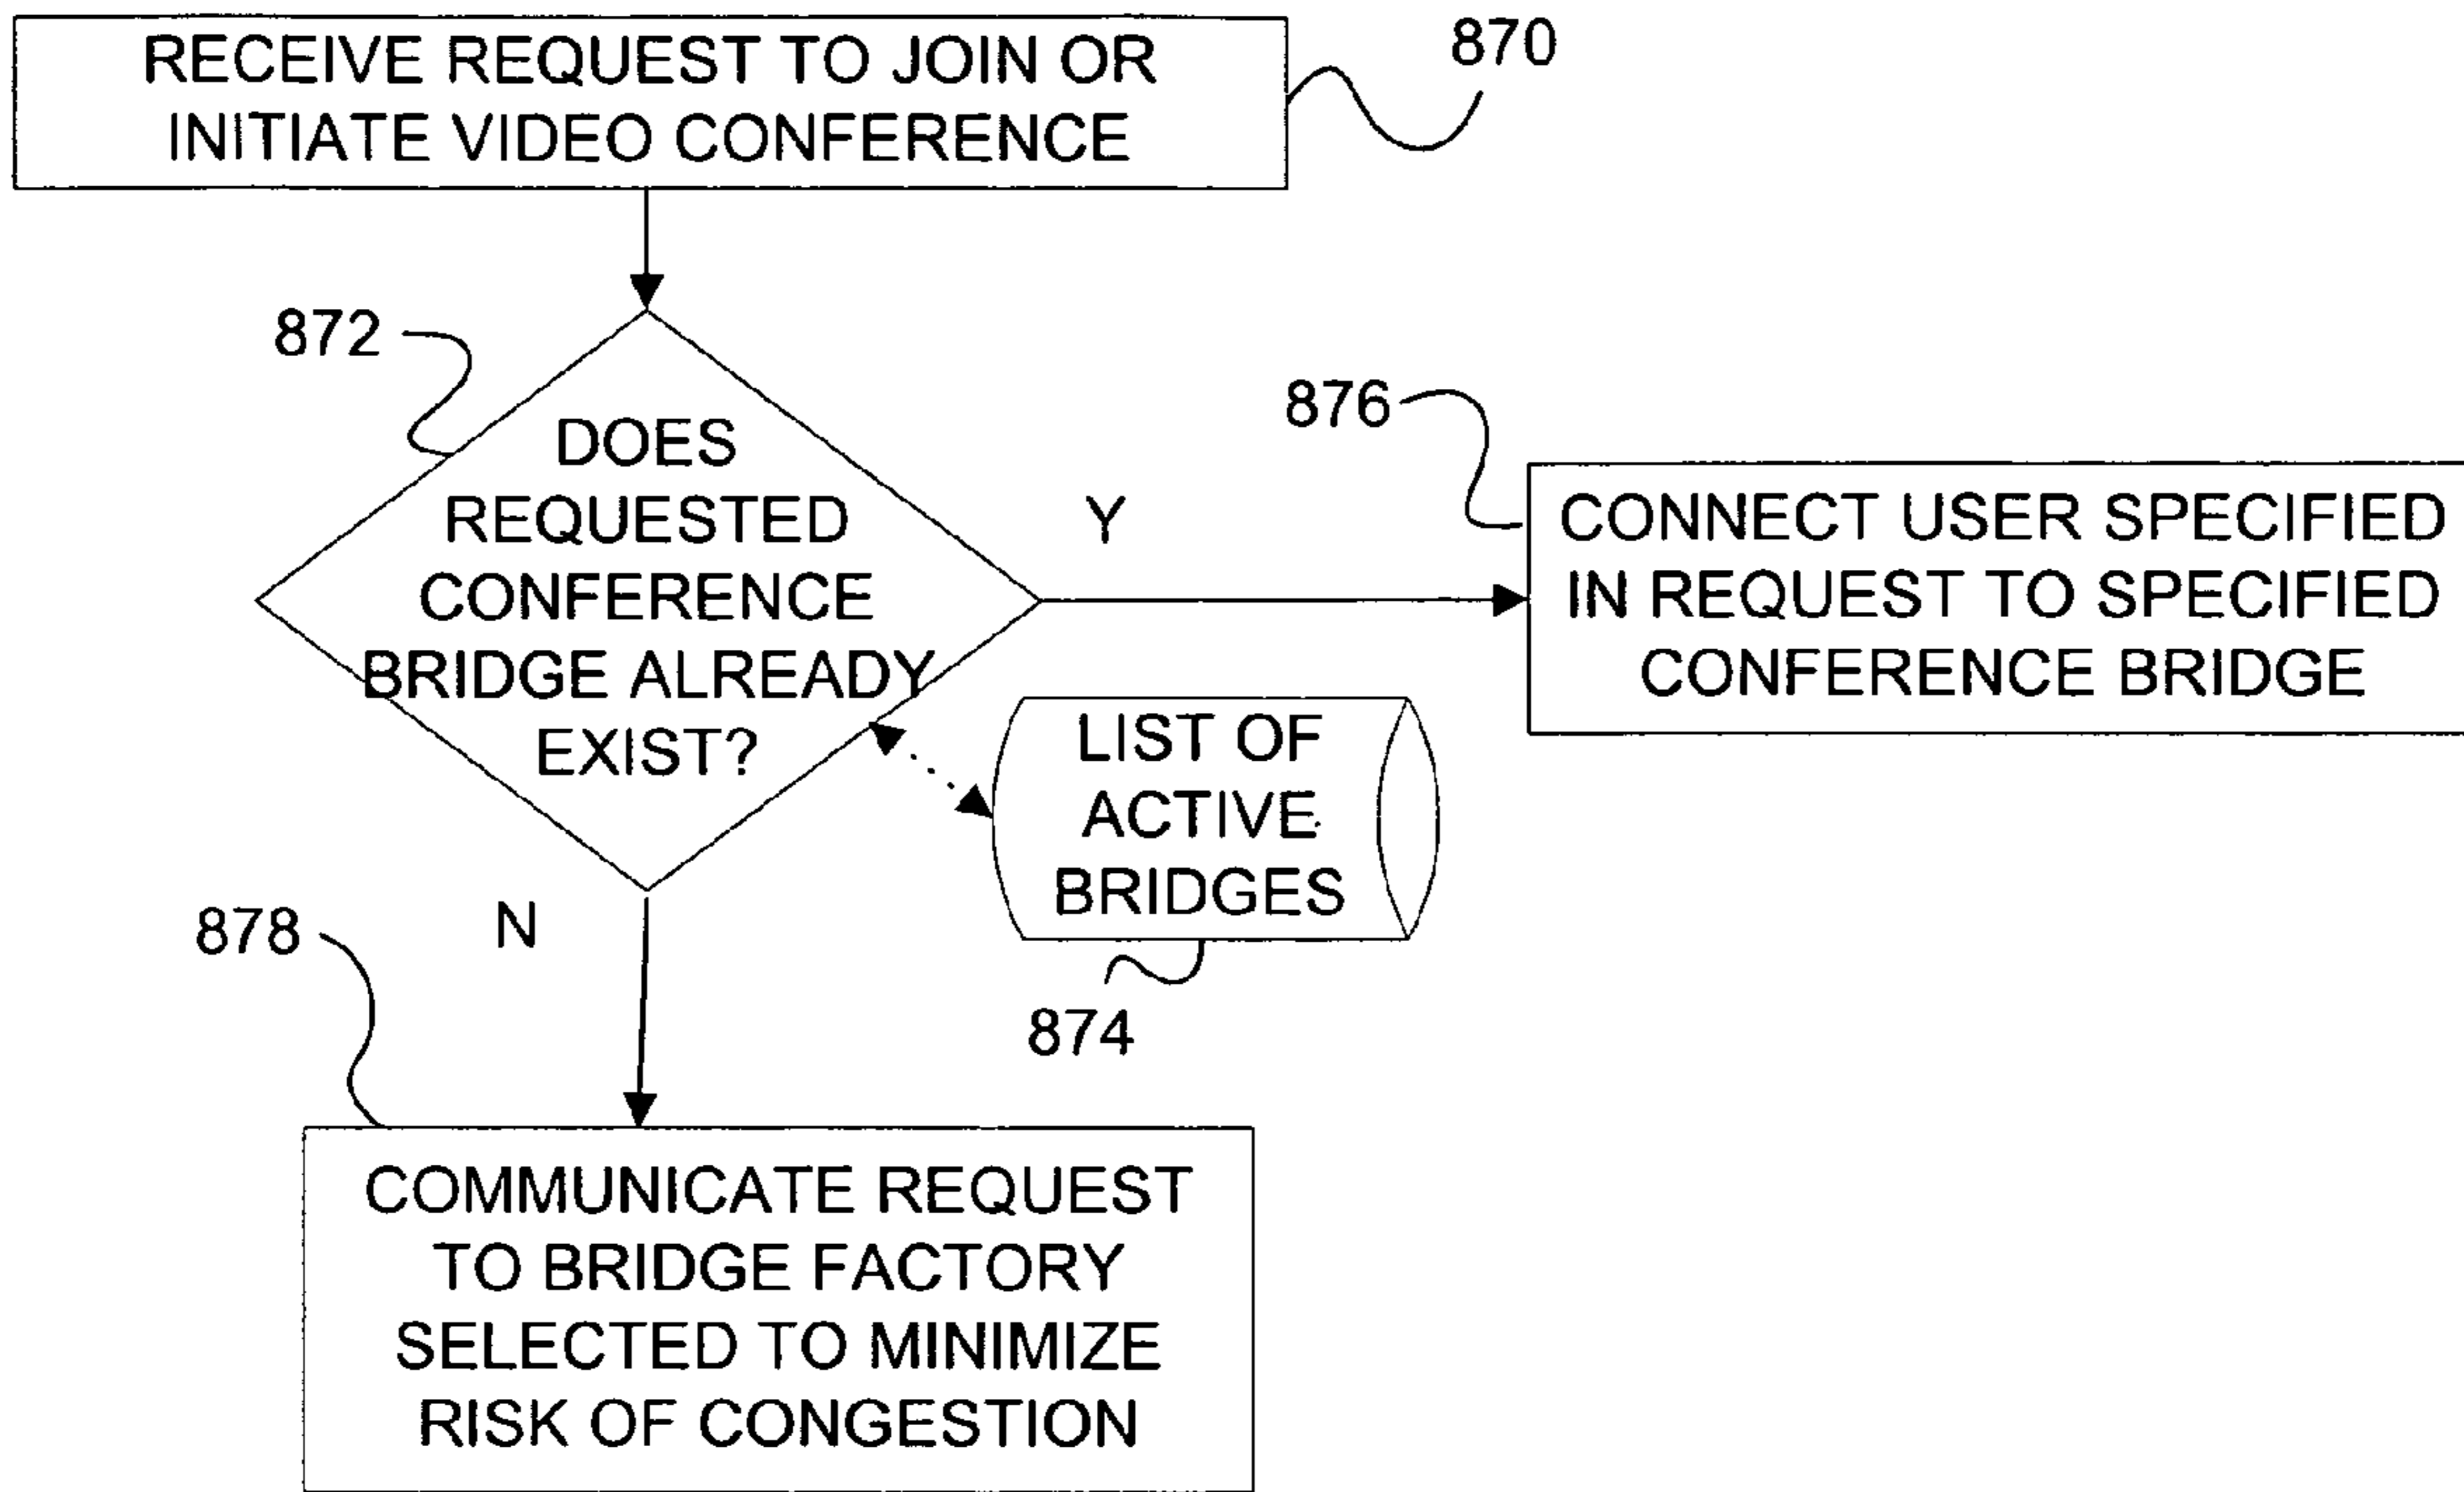 RECEIVE REQUEST TO JOIN OR
INITIATE VIDEO CONFERENCE
870
872
DOES
REQUESTED
CONFERENCE
BRIDGE ALREADY
EXIST?
Y
876
CONNECT USER SPECIFIED
IN REQUEST TO SPECIFIED
CONFERENCE BRIDGE
LIST OF
ACTIVE
BRIDGES
874
N
878
COMMUNICATE REQUEST
TO BRIDGE FACTORY
SELECTED TO MINIMIZE
RISK OF CONGESTION